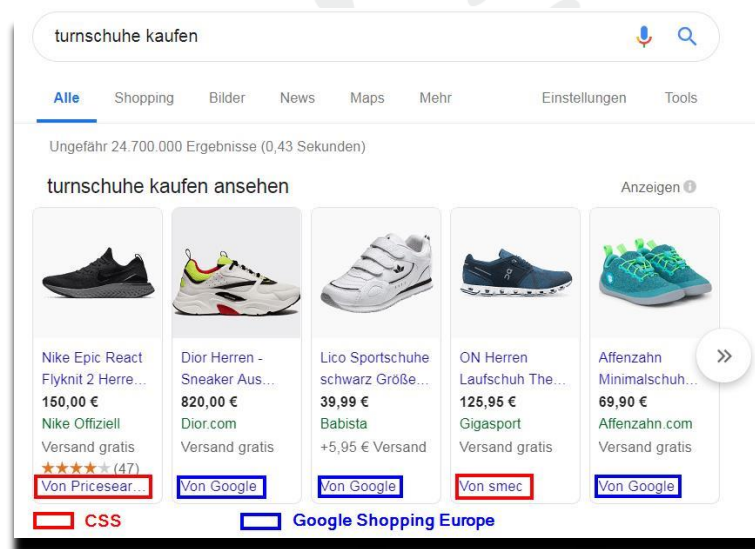 turnschuhe kaufen
Alle Shopping Bilder News Maps Mehr Einstellungen Tools
Ungefähr 24.700.000 Ergebnisse (0,43 Sekunden)
turnschuhe kaufen ansehen Anzeigen
Nike Epic React
Flyknit 2 Herre...
150,00 €
Nike Offiziell
Versand gratis
(47)
Von Pricesear...
Dior Herren -
Sneaker Aus...
820,00 €
Dior.com
Versand gratis
Von Google
Lico Sportschuhe
schwarz Größe...
39,99 €
Babista
+5,95 € Versand
Von Google
ON Herren
Laufschuh The...
125,95 €
Gigasport
Versand gratis
Von smec
Affenzahn
Minimalschuh...
69,90 €
Affenzahn.com
Versand gratis
Von Google
CSS Google Shopping Europe